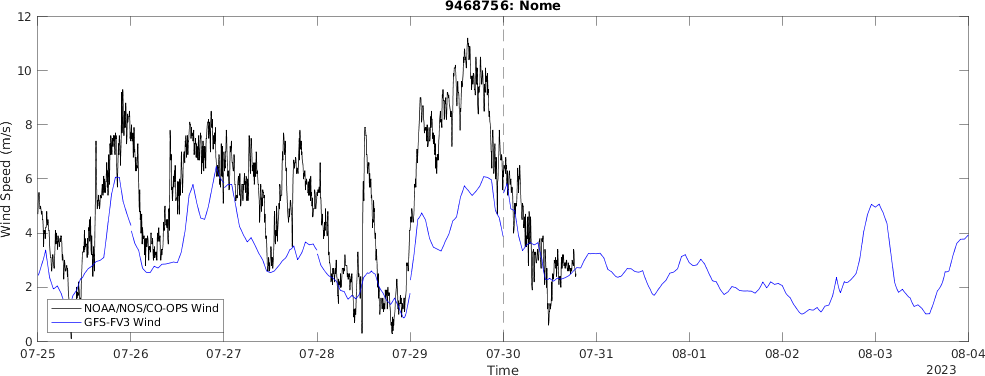 9468756: Nome
12
10
8
6
4
2
0
Wind Speed (m/s)
NOAA/NOS/CO-OPS Wind
GFS-FV3 Wind
07-25 07-26 07-27 07-28 07-29 07-30 07-31 08-01 08-02 08-03 08-04
Time
2023